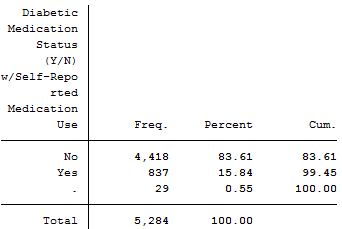 Diabetic
Medication
Status
(Y/N)
w/Self-Repo
rted
Medication
Use Freq. Percent Cum.
No 4,418 83.61 83.61
Yes 837 15.84 99.45
. 29 0.55 100.00
Total 5,284 100.00